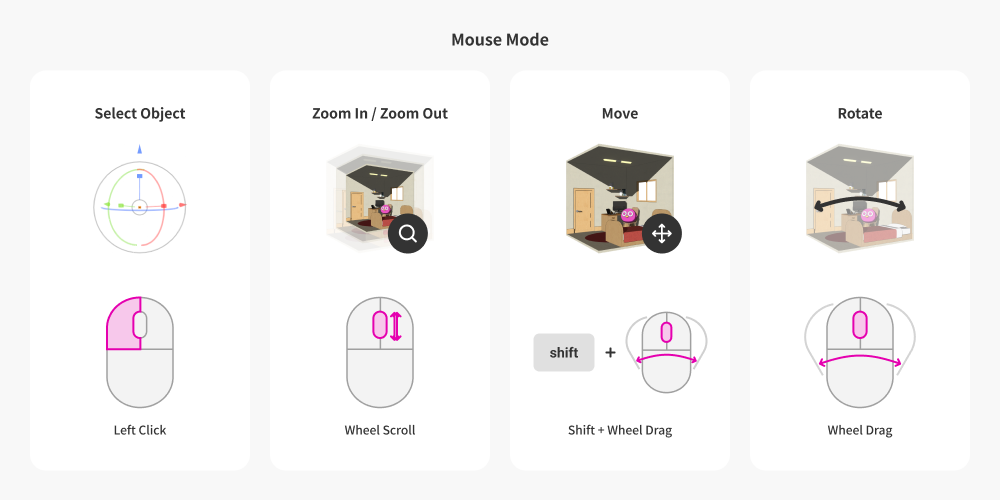 Mouse Mode
Select Object
Zoom In / Zoom Out
Move
Rotate
shift
+
Left Click
Wheel Scroll
Shift + Wheel Drag
Wheel Drag